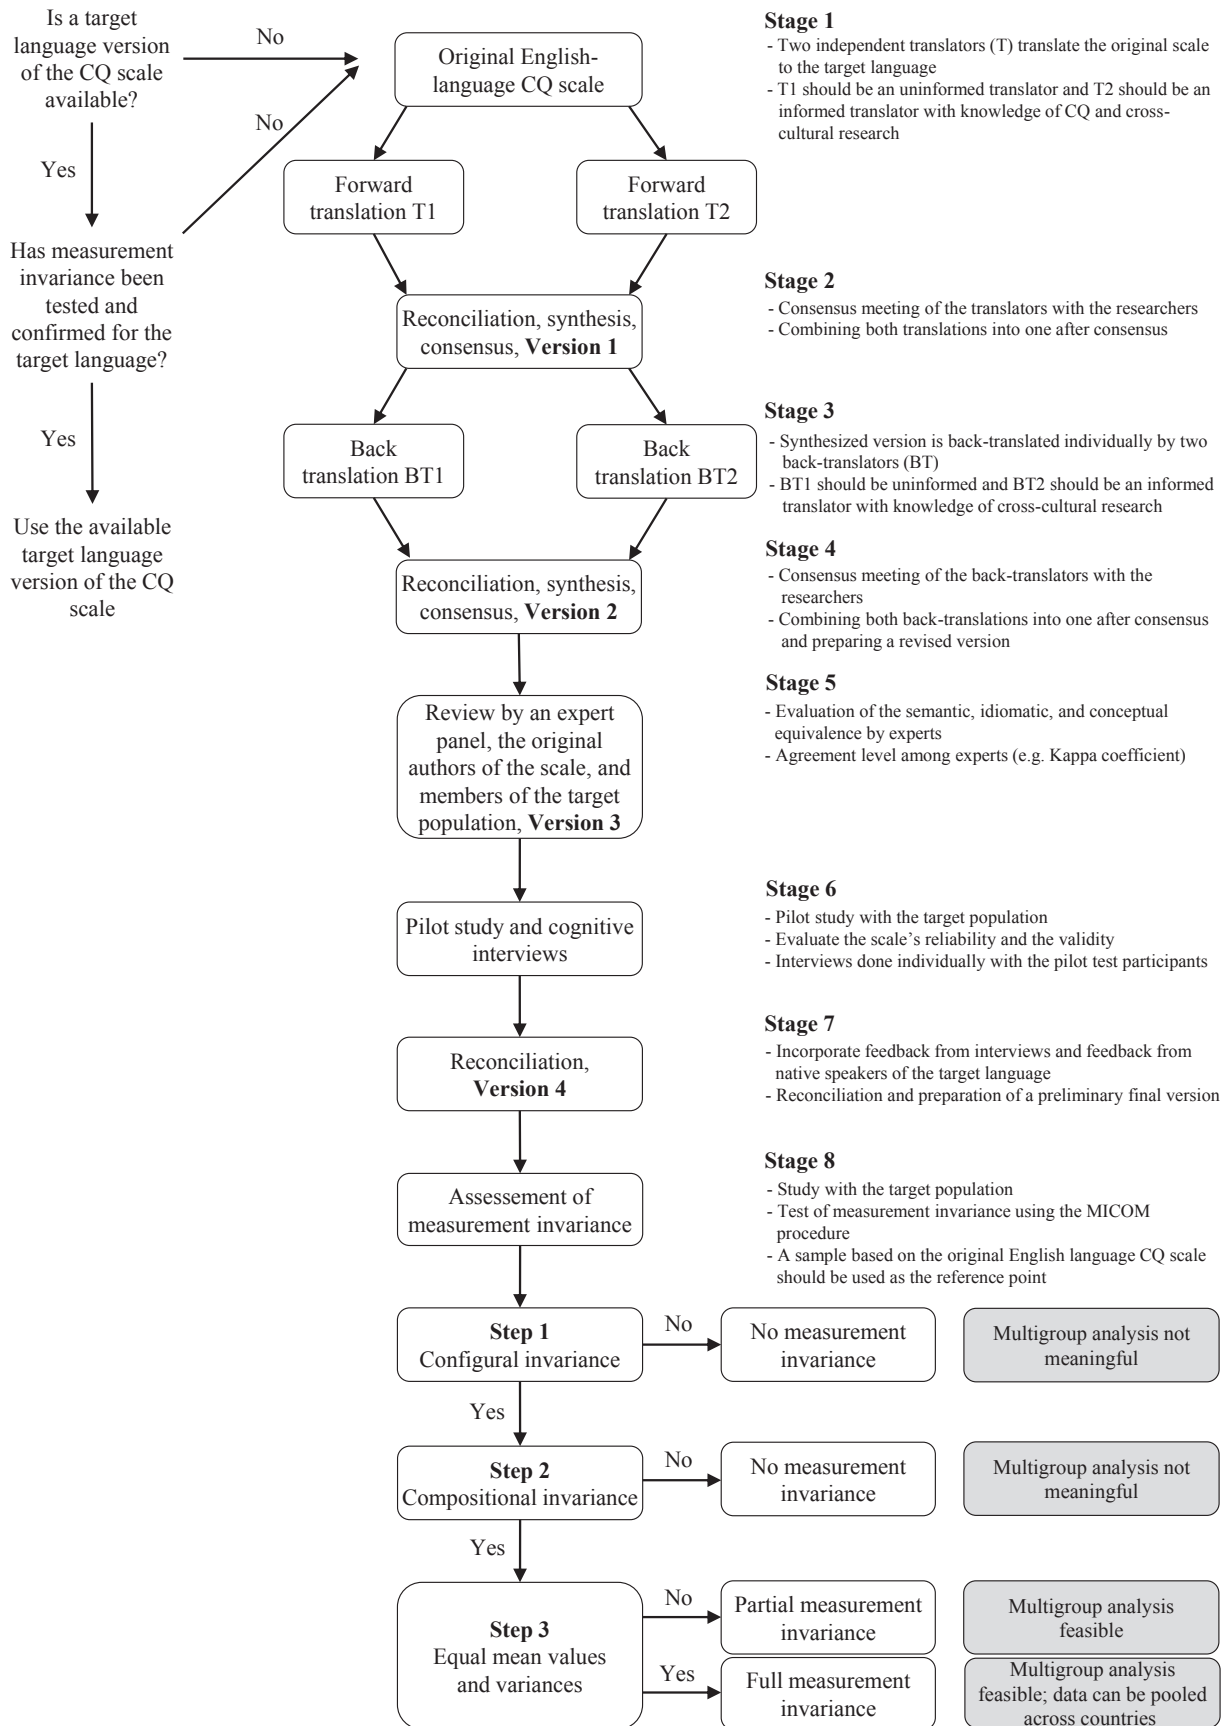 Is a target
language version
of the CQ scale
available?
No
No
Yes
Has measurement
invariance been
tested and
confirmed for the
target language?
Yes
Use the available
target language
version of the CQ
scale
Original English-
language CQ scale
Forward
translation T1
Forward
translation T2
Reconciliation, synthesis,
consensus, Version 1
Back
translation BT1
Back
translation BT2
Reconciliation, synthesis,
consensus, Version 2
Review by an expert
panel, the original
authors of the scale, and
members of the target
population, Version 3
Pilot study and cognitive
interviews
Reconciliation,
Version 4
Assessement of
measurement invariance
Stage 1
- Two independent translators (T) translate the original scale
to the target language
- T1 should be an uninformed translator and T2 should be an
informed translator with knowledge of CQ and cross-
cultural research
Stage 2
- Consensus meeting of the translators with the researchers
- Combining both translations into one after consensus
Stage 3
- Synthesized version is back-translated individually by two
back-translators (BT)
- BT1 should be uninformed and BT2 should be an informed
translator with knowledge of cross-cultural research
Stage 4
- Consensus meeting of the back-translators with the
researchers
- Combining both back-translations into one after consensus
and preparing a revised version
Stage 5
- Evaluation of the semantic, idiomatic, and conceptual
equivalence by experts
- Agreement level among experts (e.g. Kappa coefficient)
Stage 6
- Pilot study with the target population
- Evaluate the scale's reliability and the validity
- Interviews done individually with the pilot test participants
Stage 7
- Incorporate feedback from interviews and feedback from
native speakers of the target language
- Reconciliation and preparation of a preliminary final version
Stage 8
- Study with the target population
- Test of measurement invariance using the MICOM
procedure
- A sample based on the original English language CQ scale
should be used as the reference point
Step 1
Configural invariance
No
No measurement
invariance
Multigroup analysis not
meaningful
Yes
Step 2
Compositional invariance
No
No measurement
invariance
Multigroup analysis not
meaningful
Yes
Step 3
Equal mean values
and variances
No
Partial measurement
invariance
Multigroup analysis
feasible
Yes
Full measurement
invariance
Multigroup analysis
feasible; data can be pooled
across countries